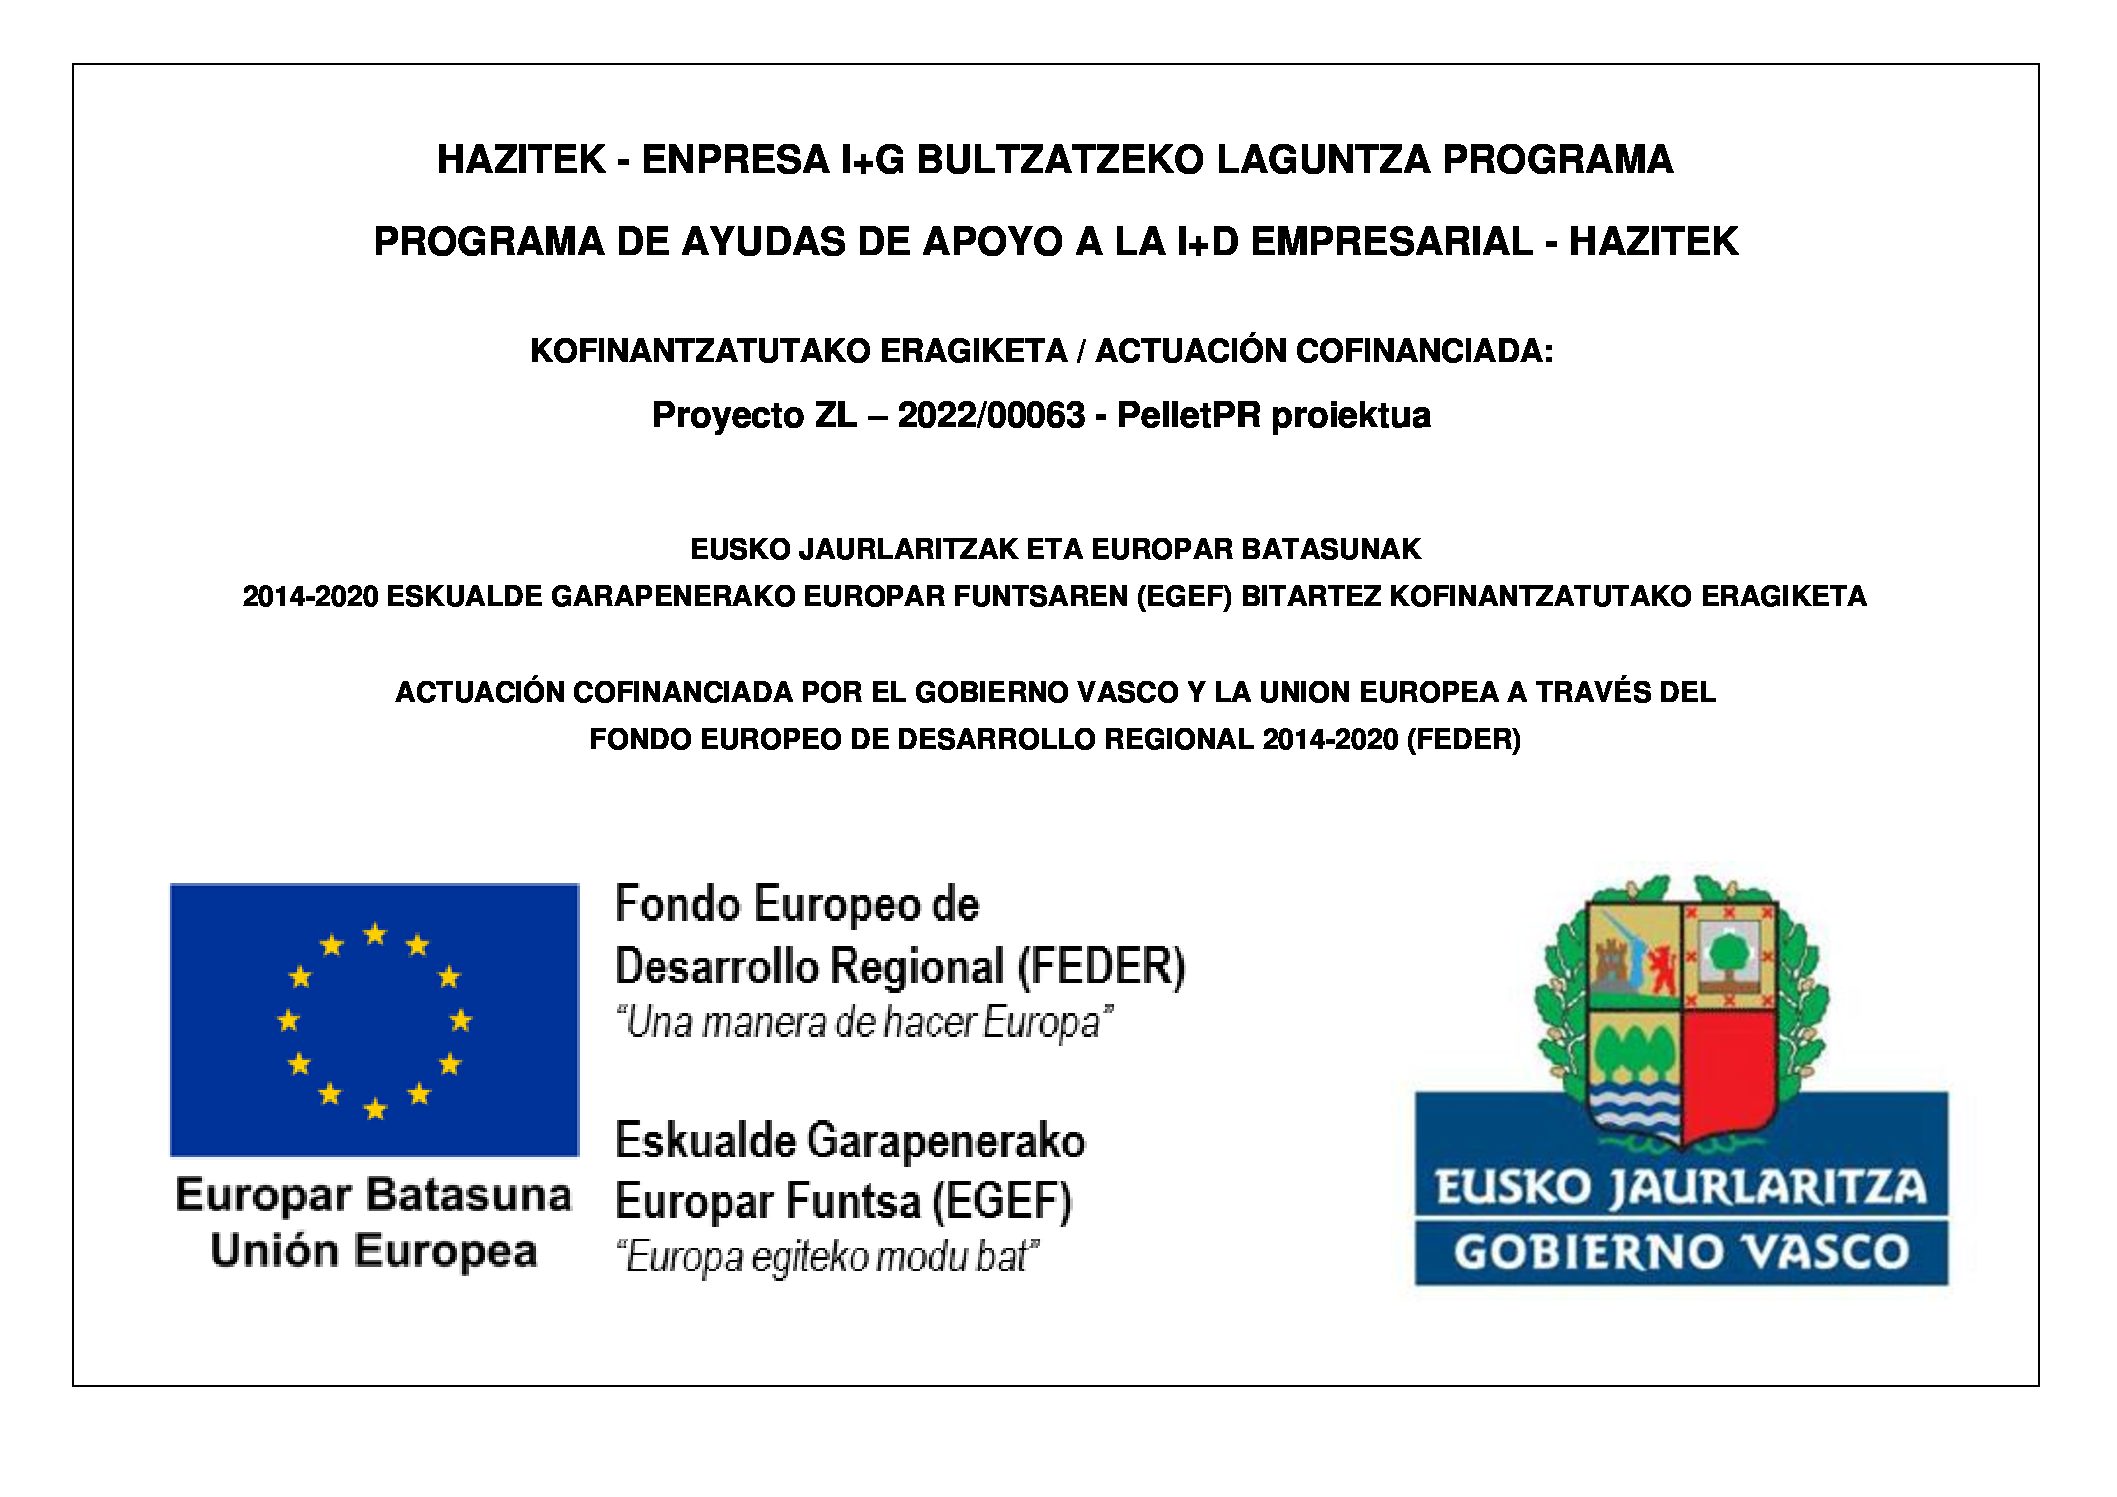 HAZITEK - ENPRESA I+G BULTZATZEKO LAGUNTZA PROGRAMA
PROGRAMA DE AYUDAS DE APOYO A LA I+D EMPRESARIAL - HAZITEK
KOFINANTZATUTAKO ERAGIKETA / ACTUACIÓN COFINANCIADA:
Proyecto ZL – 2022/00063 - PelletPR proiektua
EUSKO JAURLARITZAK ETA EUROPAR BATASUNAK
2014-2020 ESKUALDE GARAPENERAKO EUROPAR FUNTSAREN (EGEF) BITARTEZ KOFINANTZATUTAKO ERAGIKETA
ACTUACIÓN COFINANCIADA POR EL GOBIERNO VASCO Y LA UNION EUROPEA A TRAVÉS DEL
FONDO EUROPEO DE DESARROLLO REGIONAL 2014-2020 (FEDER)
Europar Batasuna
Unión Europea
Fondo Europeo de
Desarrollo Regional (FEDER)
“Una manera de hacer Europa”
Eskualde Garapenerako
Europar Funtsa (EGEF)
“Europa egiteko modu bat”
EUSKO JAURLARITZA
GOBIERNO VASCO